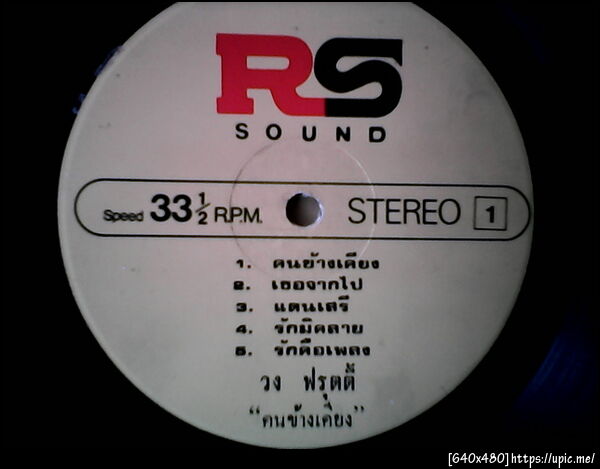 RS
SOUND
Speed 33 1/2 R.P.M. STEREO 1
1. คนข้างเคียง
2. เธอจากไป
3. แดนเสรี
4. รักมิคลาย
5. รักคือเพลง
วง ฟรุตตี้
“คนข้างเคียง”
[640x480]https://upic.me/